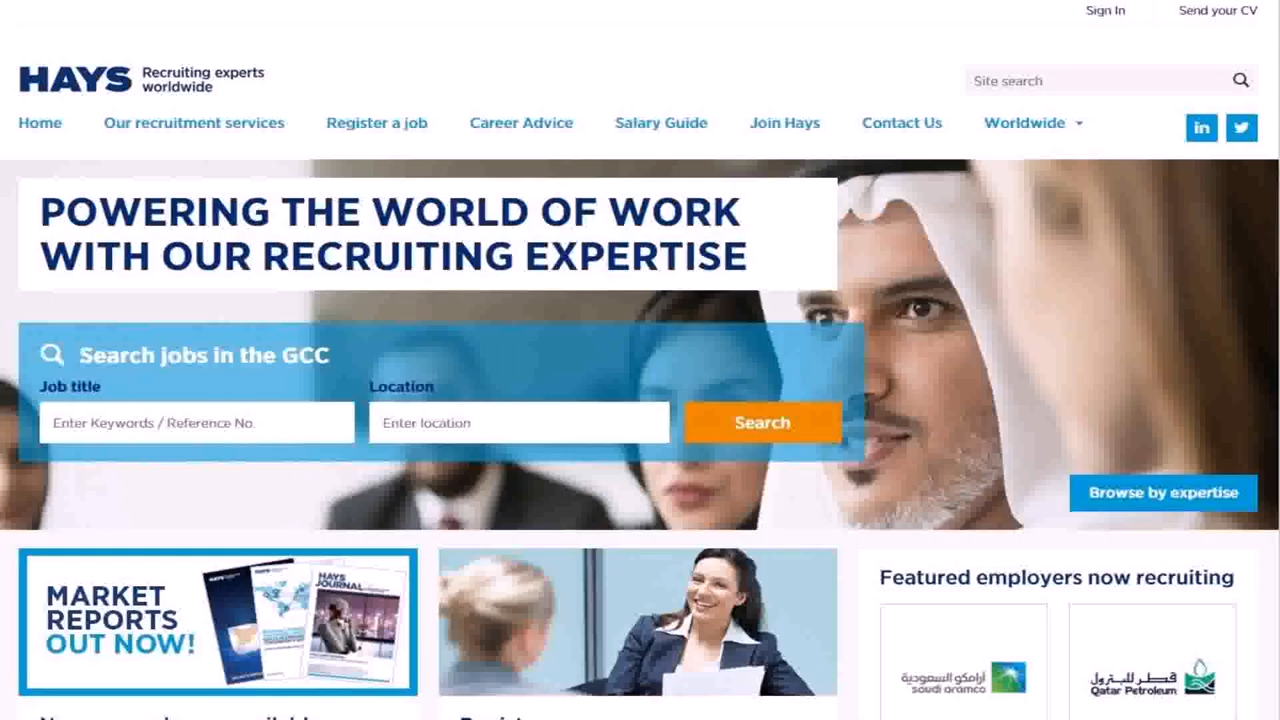 Sign In
Send your CV
HAYS
Recruiting experts
worldwide
Site search
Home
Our recruitment services
Register a job
Career Advice
Salary Guide
Join Hays
Contact Us
Worldwide
in
POWERING THE WORLD OF WORK
WITH OUR RECRUITING EXPERTISE
Search jobs in the GCC
Job title
Location
Enter Keywords / Reference No.
Enter location
Search
Browse by expertise
MARKET
REPORTS
OUT NOW!
HAYS
HAYS
JOURNAL
Featured employers now recruiting
أرامكو السعودية
saudi aramco
قطر للبترول
Qatar Petroleum